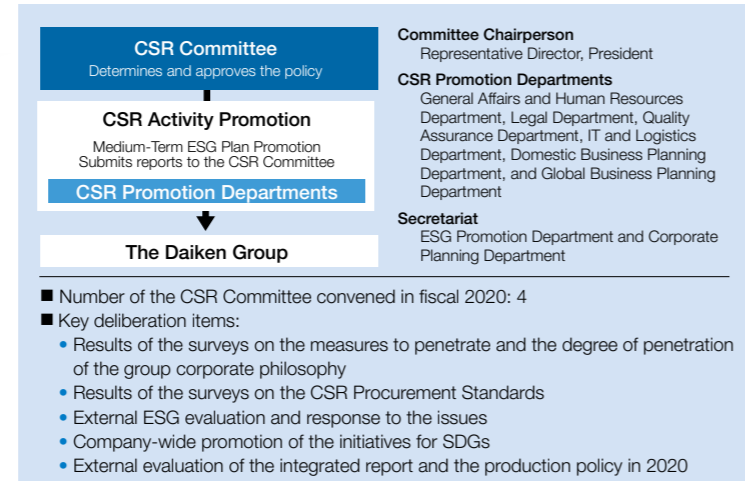 CSR Committee
Determines and approves the policy
CSR Activity Promotion
Medium-Term ESG Plan Promotion
Submits reports to the CSR Committee
CSR Promotion Departments
The Daiken Group
Committee Chairperson
Representative Director, President
CSR Promotion Departments
General Affairs and Human Resources
Department, Legal Department, Quality
Assurance Department, IT and Logistics
Department, Domestic Business Planning
Department, and Global Business Planning
Department
Secretariat
ESG Promotion Department and Corporate
Planning Department
■ Number of the CSR Committee convened in fiscal 2020: 4
■ Key deliberation items:
• Results of the surveys on the measures to penetrate and the degree of penetration
of the group corporate philosophy
• Results of the surveys on the CSR Procurement Standards
• External ESG evaluation and response to the issues
• Company-wide promotion of the initiatives for SDGs
• External evaluation of the integrated report and the production policy in 2020